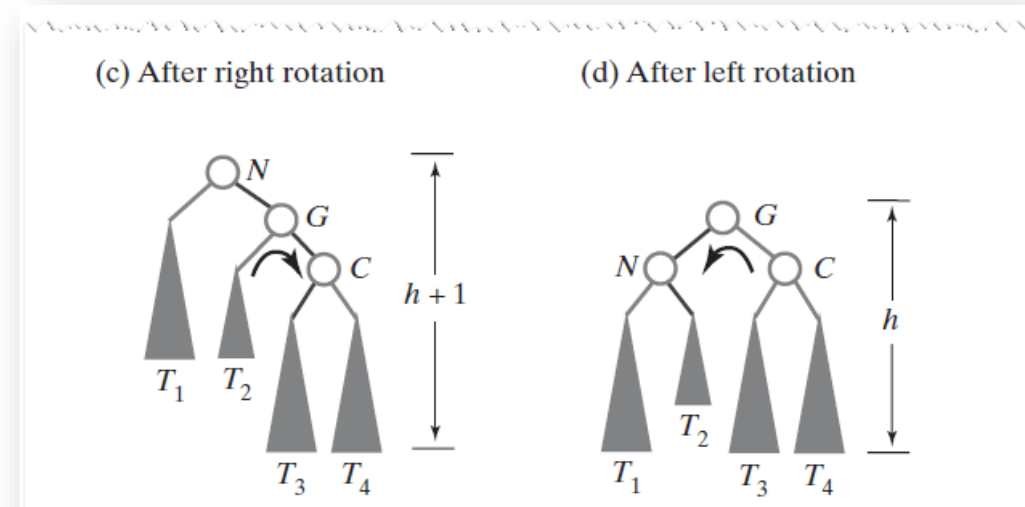 (c) After right rotation
(d) After left rotation
N
G
C
h + 1
T1
T2
T3
T4
G
N
C
h
T1
T2
T3
T4